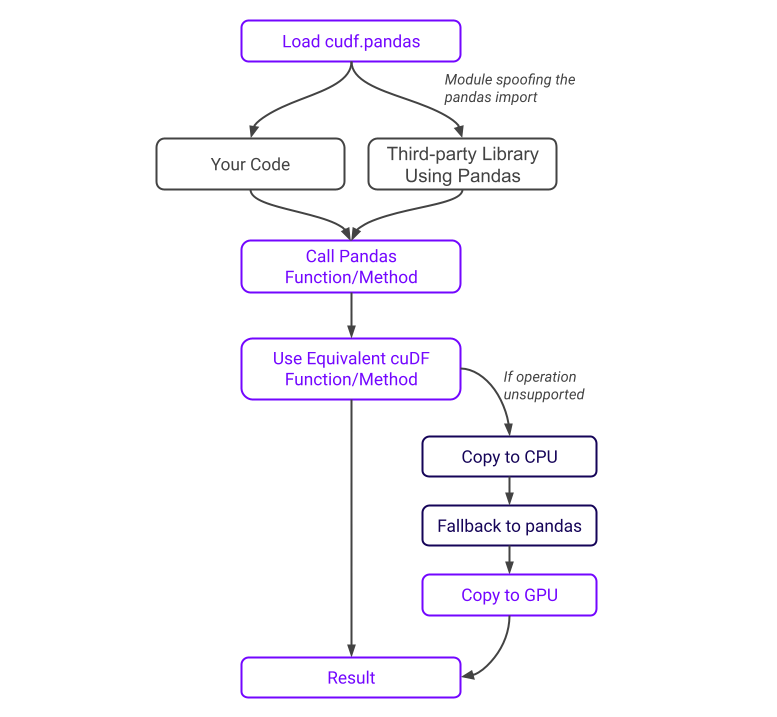 Load cudf.pandas
Module spoofing the
pandas import
Your Code
Third-party Library
Using Pandas
Call Pandas
Function/Method
Use Equivalent cuDF
Function/Method
If operation
unsupported
Copy to CPU
Fallback to pandas
Copy to GPU
Result